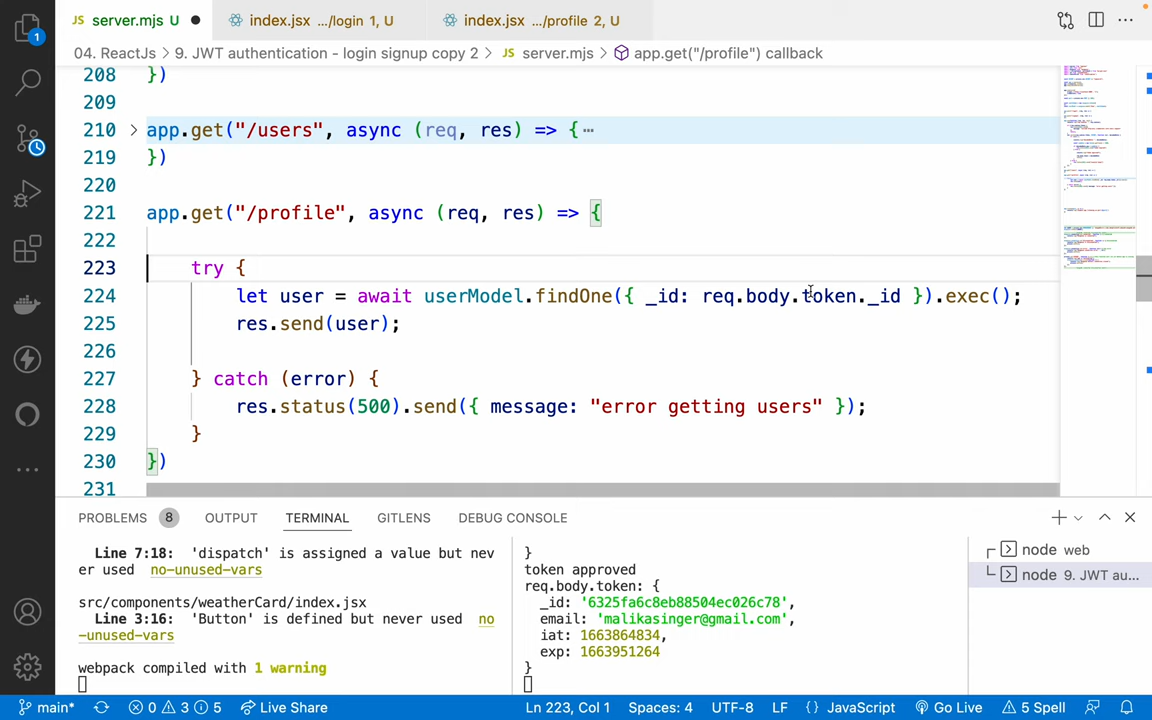 JS server.mjs U ● index.jsx .../login 1, U index.jsx .../profile 2, U ...
04. ReactJs > 9. JWT authentication - login signup copy 2 > JS server.mjs > app.get("/profile") callback
208 })
209
210 > app.get("/users", async (req, res) => {...
219 })
220
221 app.get("/profile", async (req, res) => {
222
223 try {
224 let user = await userModel.findOne({ _id: req.body.token._id }).exec();
225 res.send(user);
226
227 } catch (error) {
228 res.status(500).send({ message: "error getting users" });
229 }
230 })
231
PROBLEMS 8 OUTPUT TERMINAL GITLENS DEBUG CONSOLE
Line 7:18: 'dispatch' is assigned a value but nev
er used no-unused-vars
src/components/weatherCard/index.jsx
Line 3:16: 'Button' is defined but never used no
-unused-vars
webpack compiled with 1 warning
}
token approved
req.body.token: {
_id: '6325fa6c8eb88504ec026c78',
email: 'malikasinger@gmail.com',
iat: 1663864834,
exp: 1663951264
}
node web
node 9. JWT au...
1
main* 0 3 5 Live Share Ln 223, Col 1 Spaces: 4 UTF-8 LF {} JavaScript Go Live 5 Spell